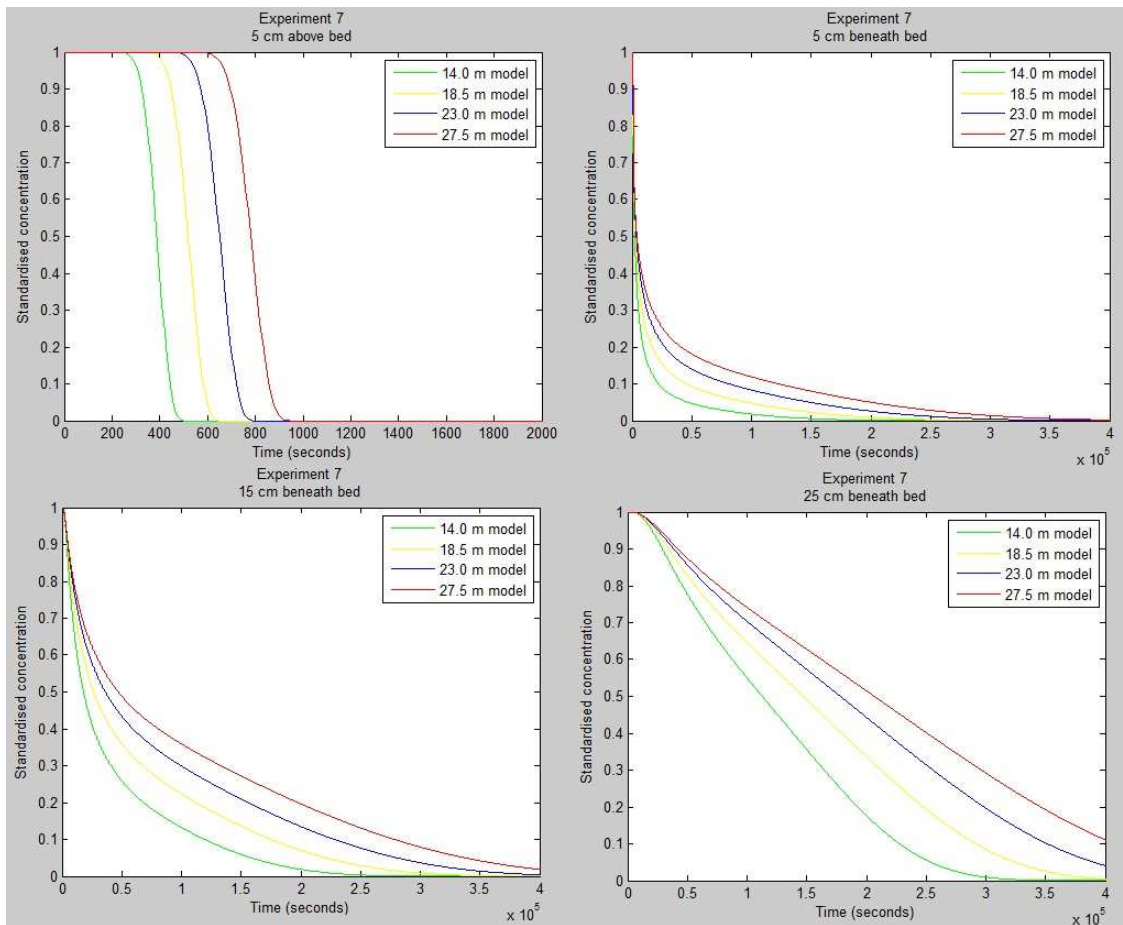 Experiment 7
5 cm above bed
Standardised concentration
1
0.9
0.8
0.7
0.6
0.5
0.4
0.3
0.2
0.1
0
0 200 400 600 800 1000 1200 1400 1600 1800 2000
Time (seconds)
14.0 m model
18.5 m model
23.0 m model
27.5 m model
Experiment 7
5 cm beneath bed
Standardised concentration
1
0.9
0.8
0.7
0.6
0.5
0.4
0.3
0.2
0.1
0
0 0.5 1 1.5 2 2.5 3 3.5 4
Time (seconds)
x 10⁵
14.0 m model
18.5 m model
23.0 m model
27.5 m model
Experiment 7
15 cm beneath bed
Standardised concentration
1
0.9
0.8
0.7
0.6
0.5
0.4
0.3
0.2
0.1
0
0 0.5 1 1.5 2 2.5 3 3.5 4
Time (seconds)
x 10⁵
14.0 m model
18.5 m model
23.0 m model
27.5 m model
Experiment 7
25 cm beneath bed
Standardised concentration
1
0.9
0.8
0.7
0.6
0.5
0.4
0.3
0.2
0.1
0
0 0.5 1 1.5 2 2.5 3 3.5 4
Time (seconds)
x 10⁵
14.0 m model
18.5 m model
23.0 m model
27.5 m model